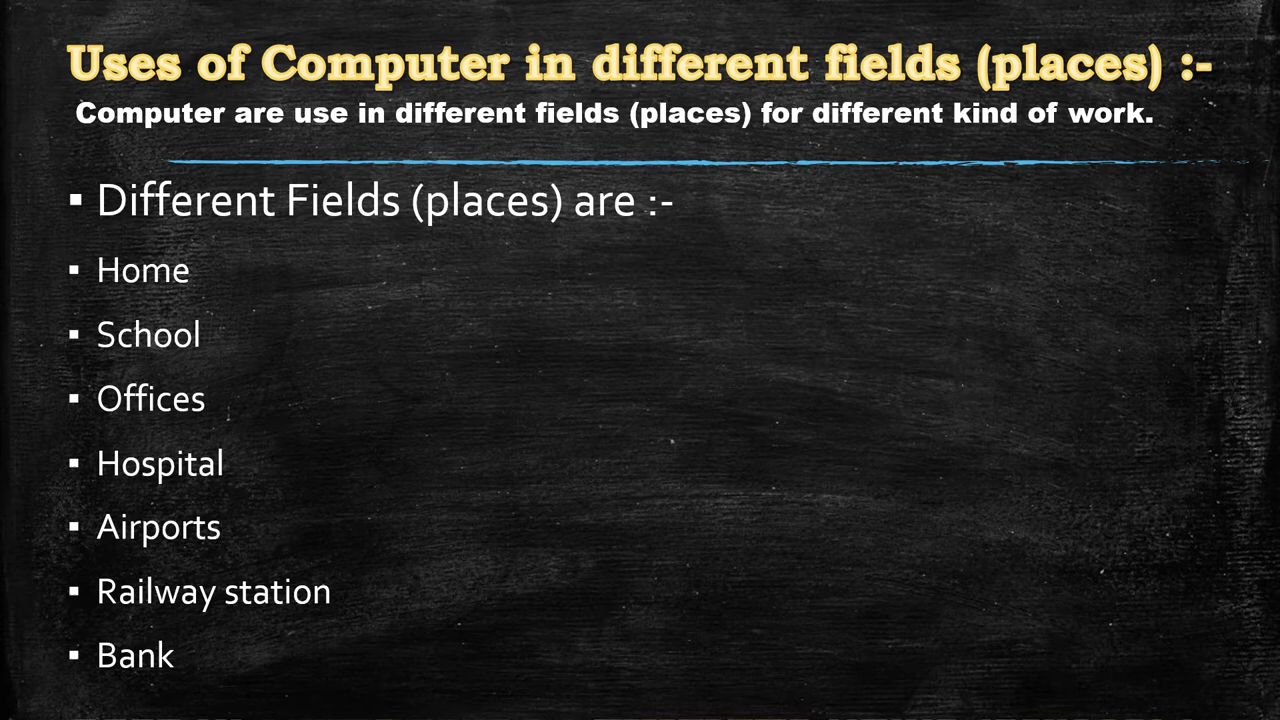 Uses of Computer in different fields (places) :-
Computer are use in different fields (places) for different kind of work.
▪ Different Fields (places) are :-
▪ Home
▪ School
▪ Offices
▪ Hospital
▪ Airports
▪ Railway station
▪ Bank